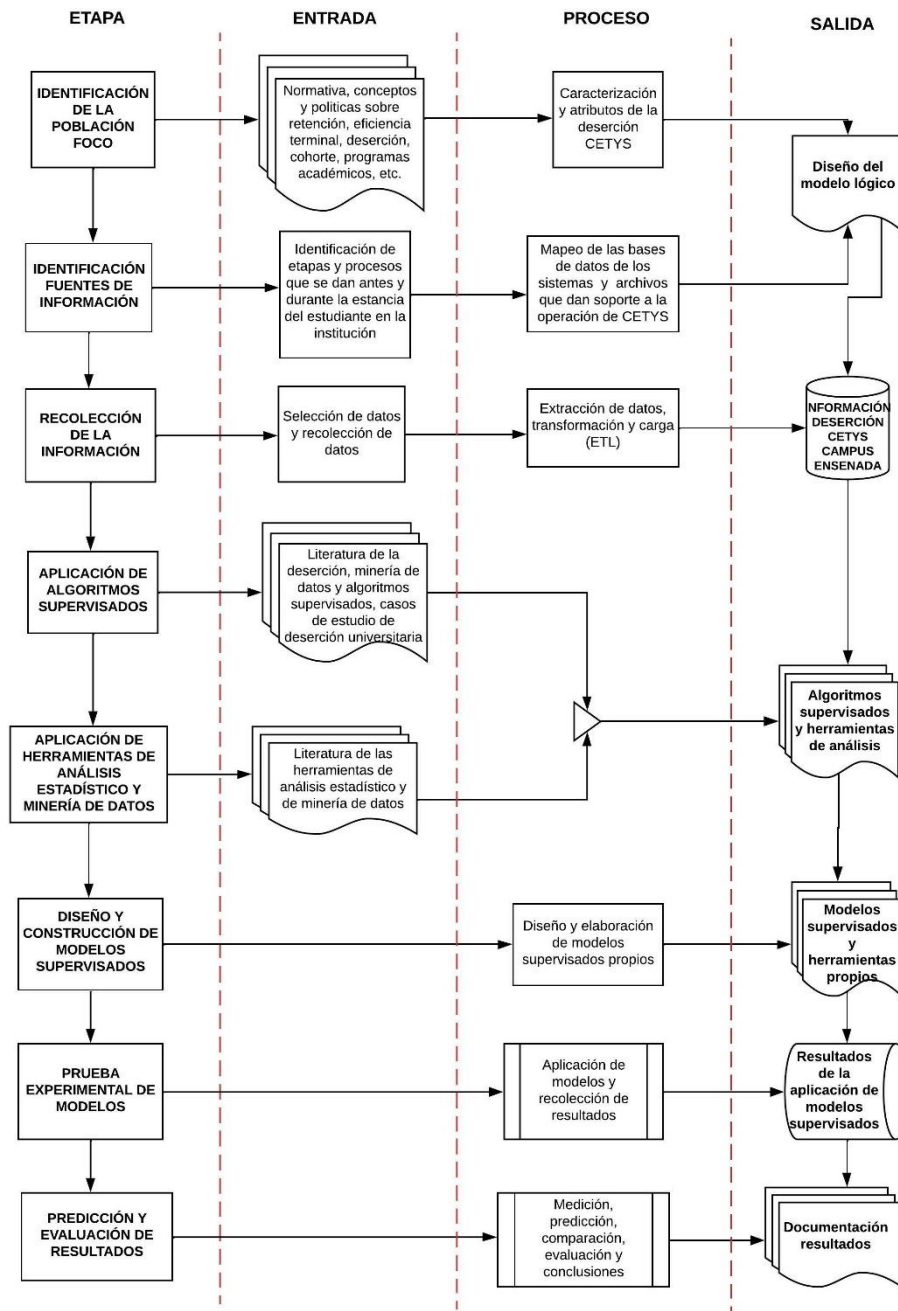 ETAPA
ENTRADA
PROCESO
SALIDA
IDENTIFICACIÓN
DE LA
POBLACIÓN
FOCO
Normativa, conceptos
y politicas sobre
retención, eficiencia
terminal, deserción,
cohorte, programas
académicos, etc.
Caracterización
y atributos de la
deserción
CETYS
Diseño del
modelo lógico
IDENTIFICACIÓN
FUENTES DE
INFORMACIÓN
Identificación de
etapas y procesos
que se dan antes y
durante la estancia
del estudiante en la
institución
Mapeo de las bases
de datos de los
sistemas y archivos
que dan soporte a la
operación de CETYS
RECOLECCIÓN
DE LA
INFORMACIÓN
Selección de datos
y recolección de
datos
Extracción de datos,
transformación y carga
(ETL)
NFORMACIÓN
DESERCIÓN
CETYS
CAMPUS
ENSENADA
APLICACIÓN DE
ALGORITMOS
SUPERVISADOS
Literatura de la
deserción, minería de
datos y algoritmos
supervisados, casos
de estudio de
deserción universitaria
APLICACIÓN DE
HERRAMIENTAS DE
ANÁLISIS
ESTADÍSTICO Y
MINERÍA DE DATOS
Literatura de las
herramientas de
análisis estadístico y
de minería de datos
Algoritmos
supervisados
y herramientas
de análisis
DISEÑO Y
CONSTRUCCIÓN DE
MODELOS
SUPERVISADOS
Diseño y elaboración
de modelos
supervisados propios
Modelos
supervisados
y
herramientas
propios
PRUEBA
EXPERIMENTAL DE
MODELOS
Aplicación de
modelos y
recolección de
resultados
Resultados
de la
aplicación de
modelos
supervisados
PREDICCIÓN Y
EVALUACIÓN DE
RESULTADOS
Medición,
predicción,
comparación,
evaluación y
conclusiones
Documentación
resultados